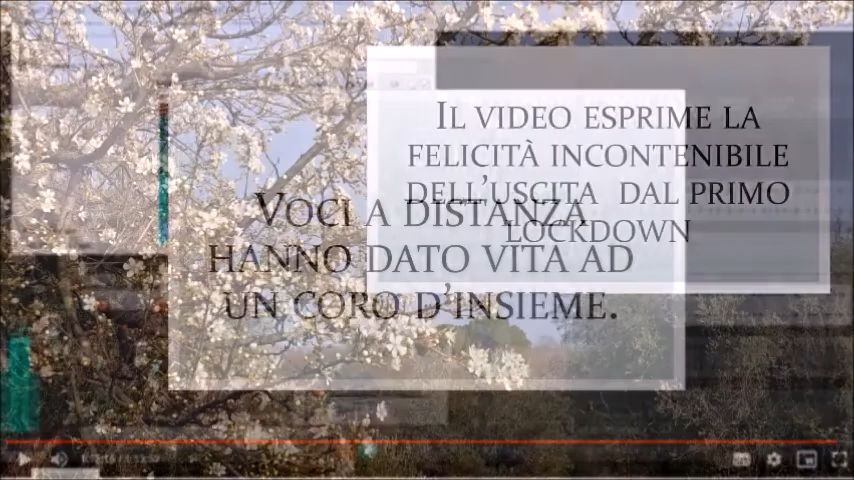 IL VIDEO ESPRIME LA
FELICITÀ INCONTENIBILE
DELL'USCITA DAL PRIMO
LOCKDOWN
VOCI A DISTANZA
HANNO DATO VITA AD
UN CORO D'INSIEME.